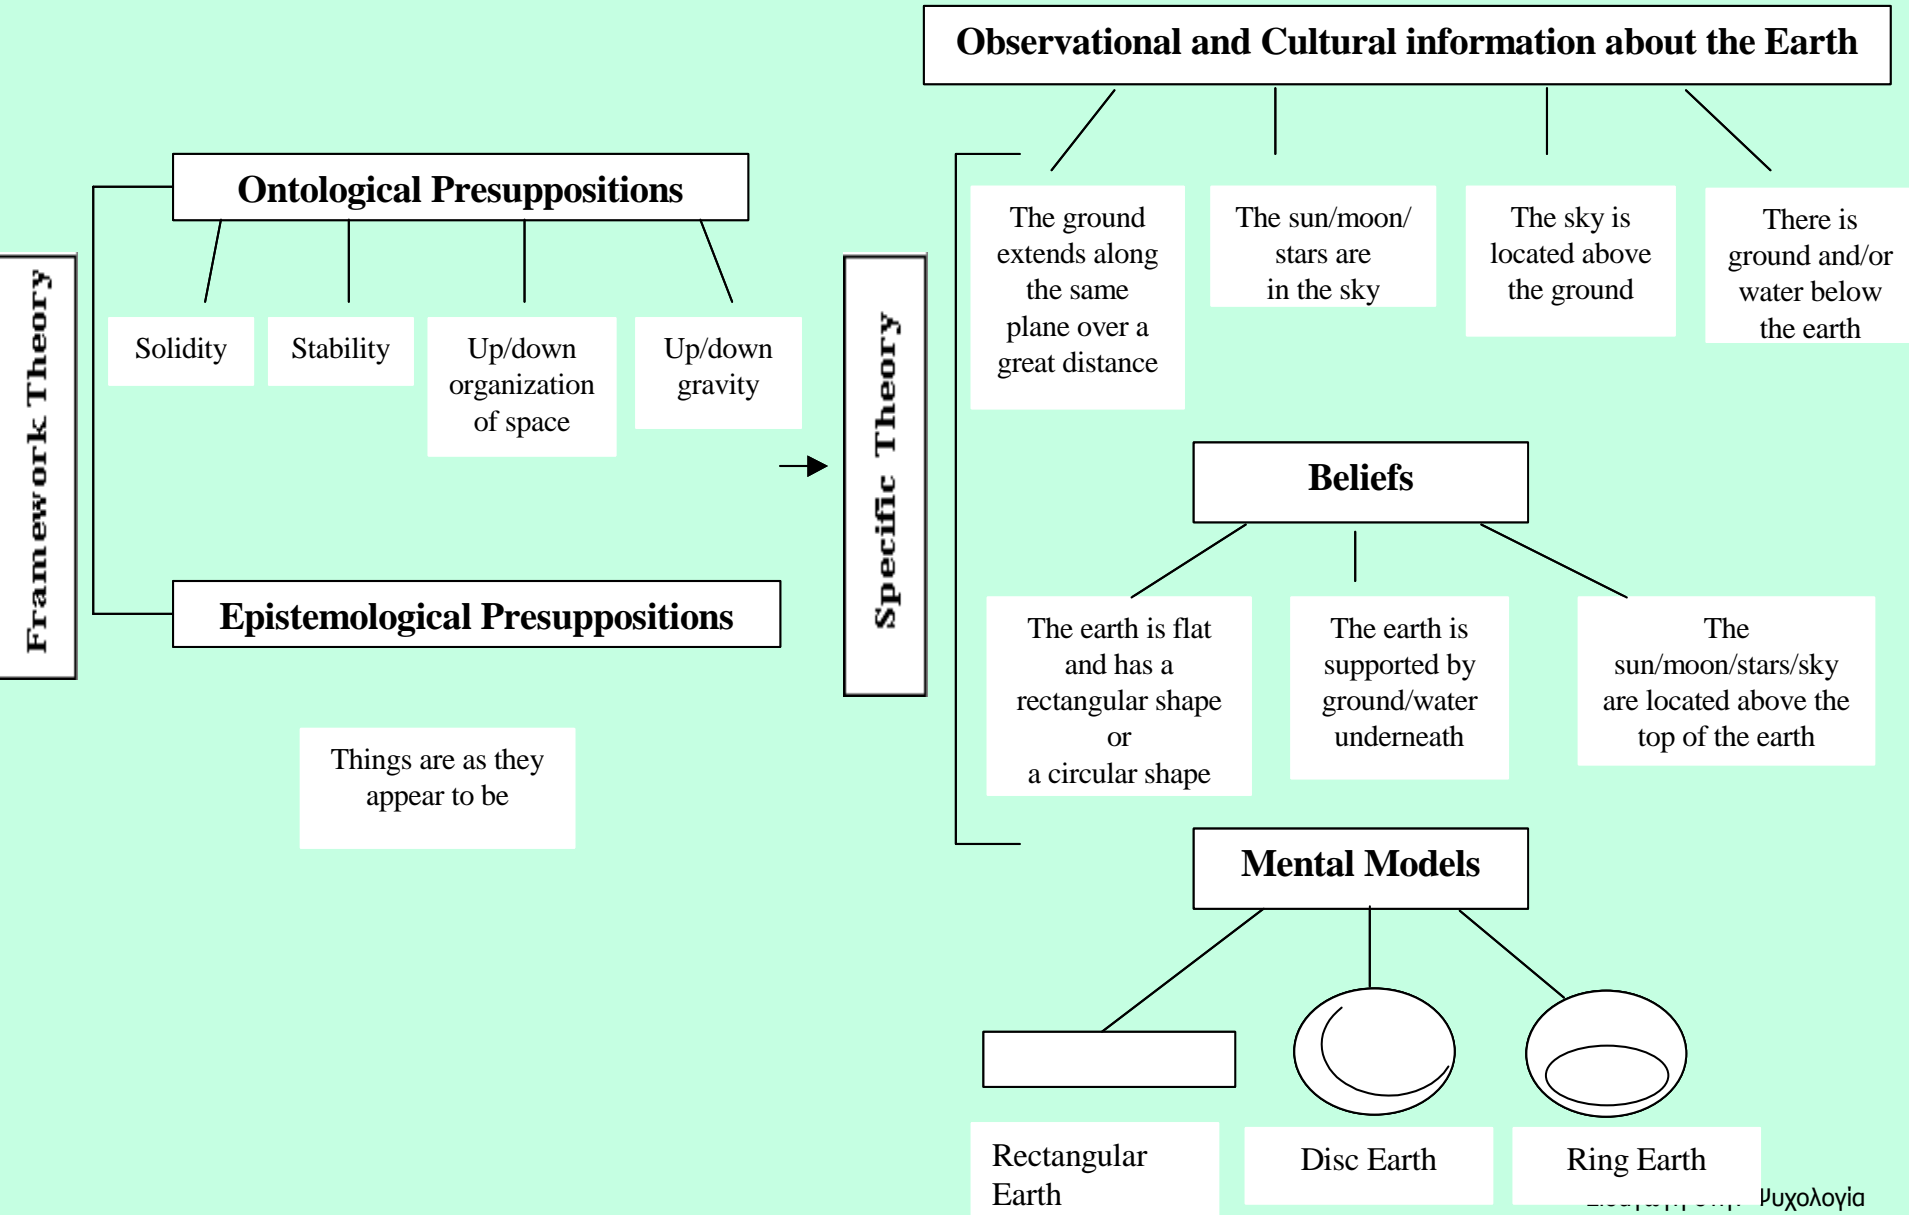 Observational and Cultural information about the Earth
Framework Theory
Ontological Presuppositions
Solidity
Stability
Up/down
organization
of space
Up/down
gravity
Epistemological Presuppositions
Things are as they
appear to be
Specific Theory
The ground
extends along
the same
plane over a
great distance
The sun/moon/
stars are
in the sky
The sky is
located above
the ground
There is
ground and/or
water below
the earth
Beliefs
The earth is flat
and has a
rectangular shape
or
a circular shape
The earth is
supported by
ground/water
underneath
The
sun/moon/stars/sky
are located above the
top of the earth
Mental Models
Rectangular
Earth
Disc Earth
Ring Earth
Ψυχολογία